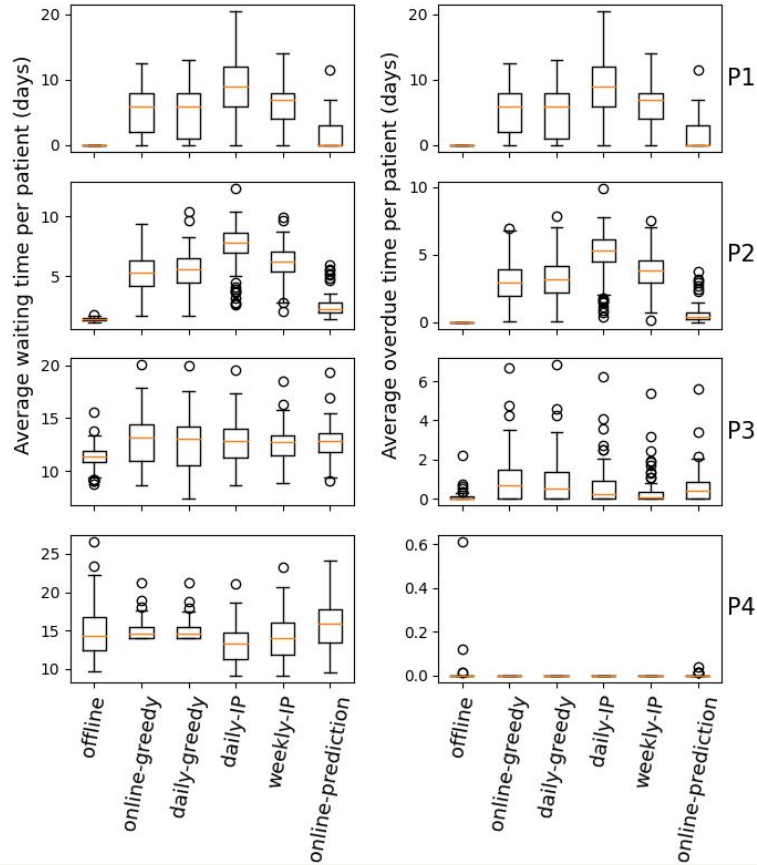 Average waiting time per patient (days)
Average overdue time per patient (days)
20
10
0
20
10
0
P1
10
5
10
5
0
P2
20
15
10
6
4
2
0
P3
25
20
15
10
0.6
0.4
0.2
0.0
P4
offline
online-greedy
daily-greedy
daily-IP
weekly-IP
online-prediction
offline
online-greedy
daily-greedy
daily-IP
weekly-IP
online-prediction